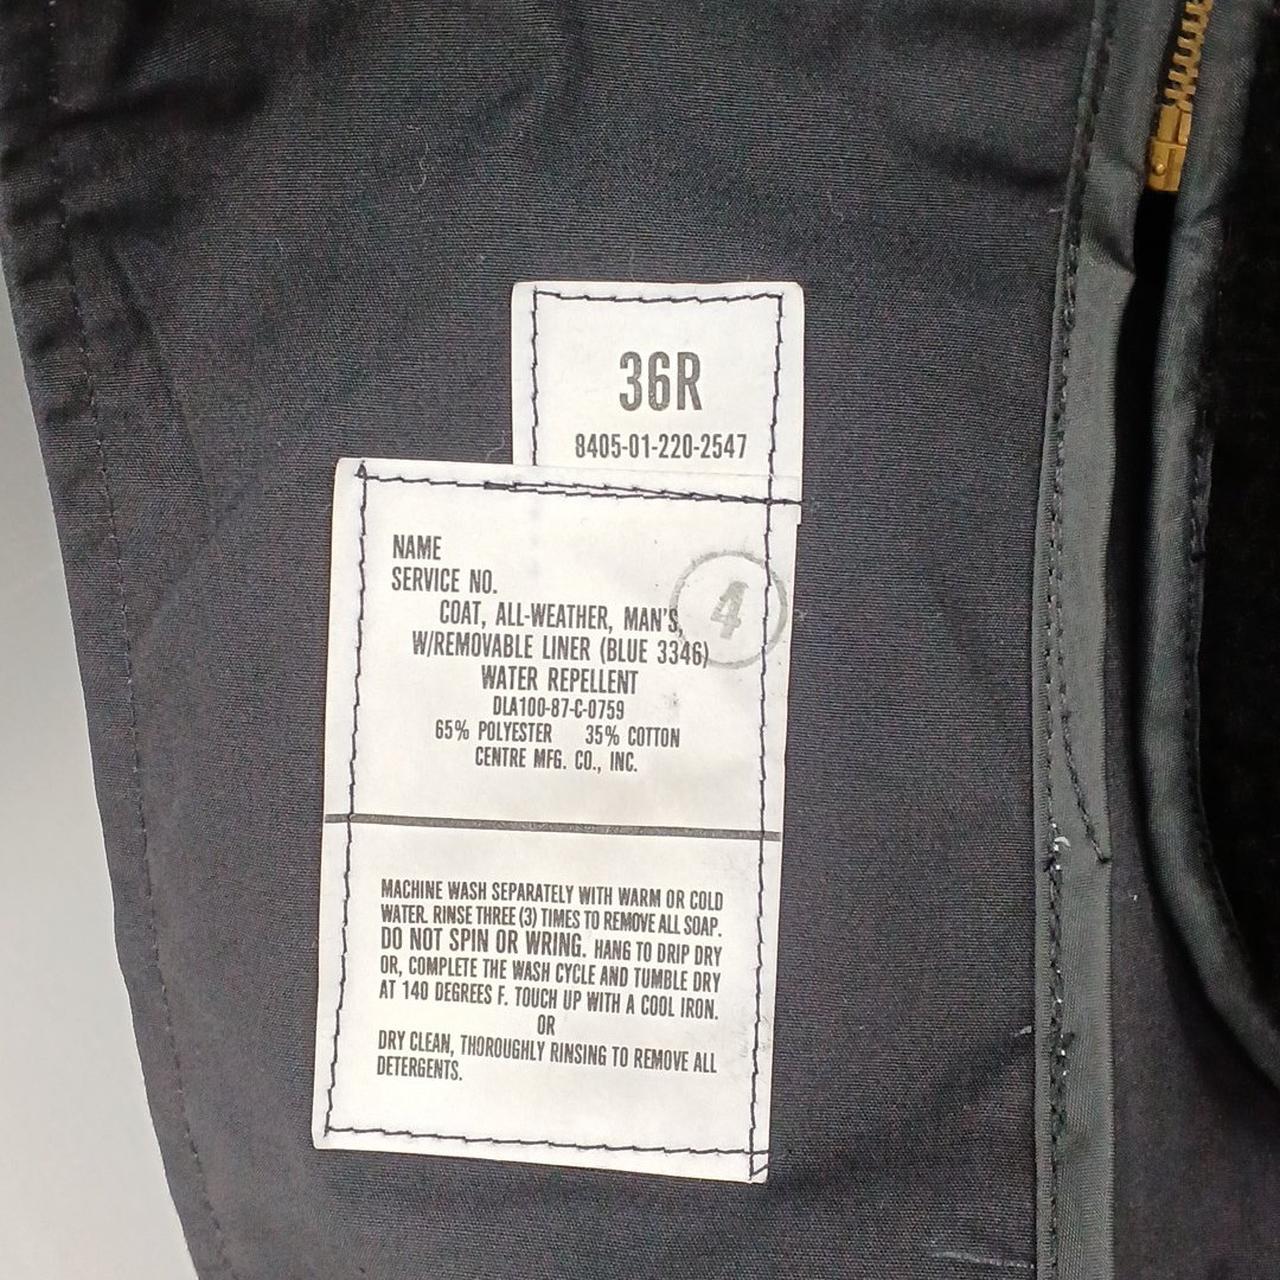 36R
8405-01-220-2547
NAME
SERVICE NO.
COAT, ALL-WEATHER, MAN'S
W/REMOVABLE LINER (BLUE 3346)
WATER REPELLENT
DLA100-87-C-0759
65% POLYESTER 35% COTTON
CENTRE MFG. CO., INC.
4
MACHINE WASH SEPARATELY WITH WARM OR COLD
WATER. RINSE THREE (3) TIMES TO REMOVE ALL SOAP.
DO NOT SPIN OR WRING. HANG TO DRIP DRY
OR, COMPLETE THE WASH CYCLE AND TUMBLE DRY
AT 140 DEGREES F. TOUCH UP WITH A COOL IRON.
OR
DRY CLEAN, THOROUGHLY RINSING TO REMOVE ALL
DETERGENTS.